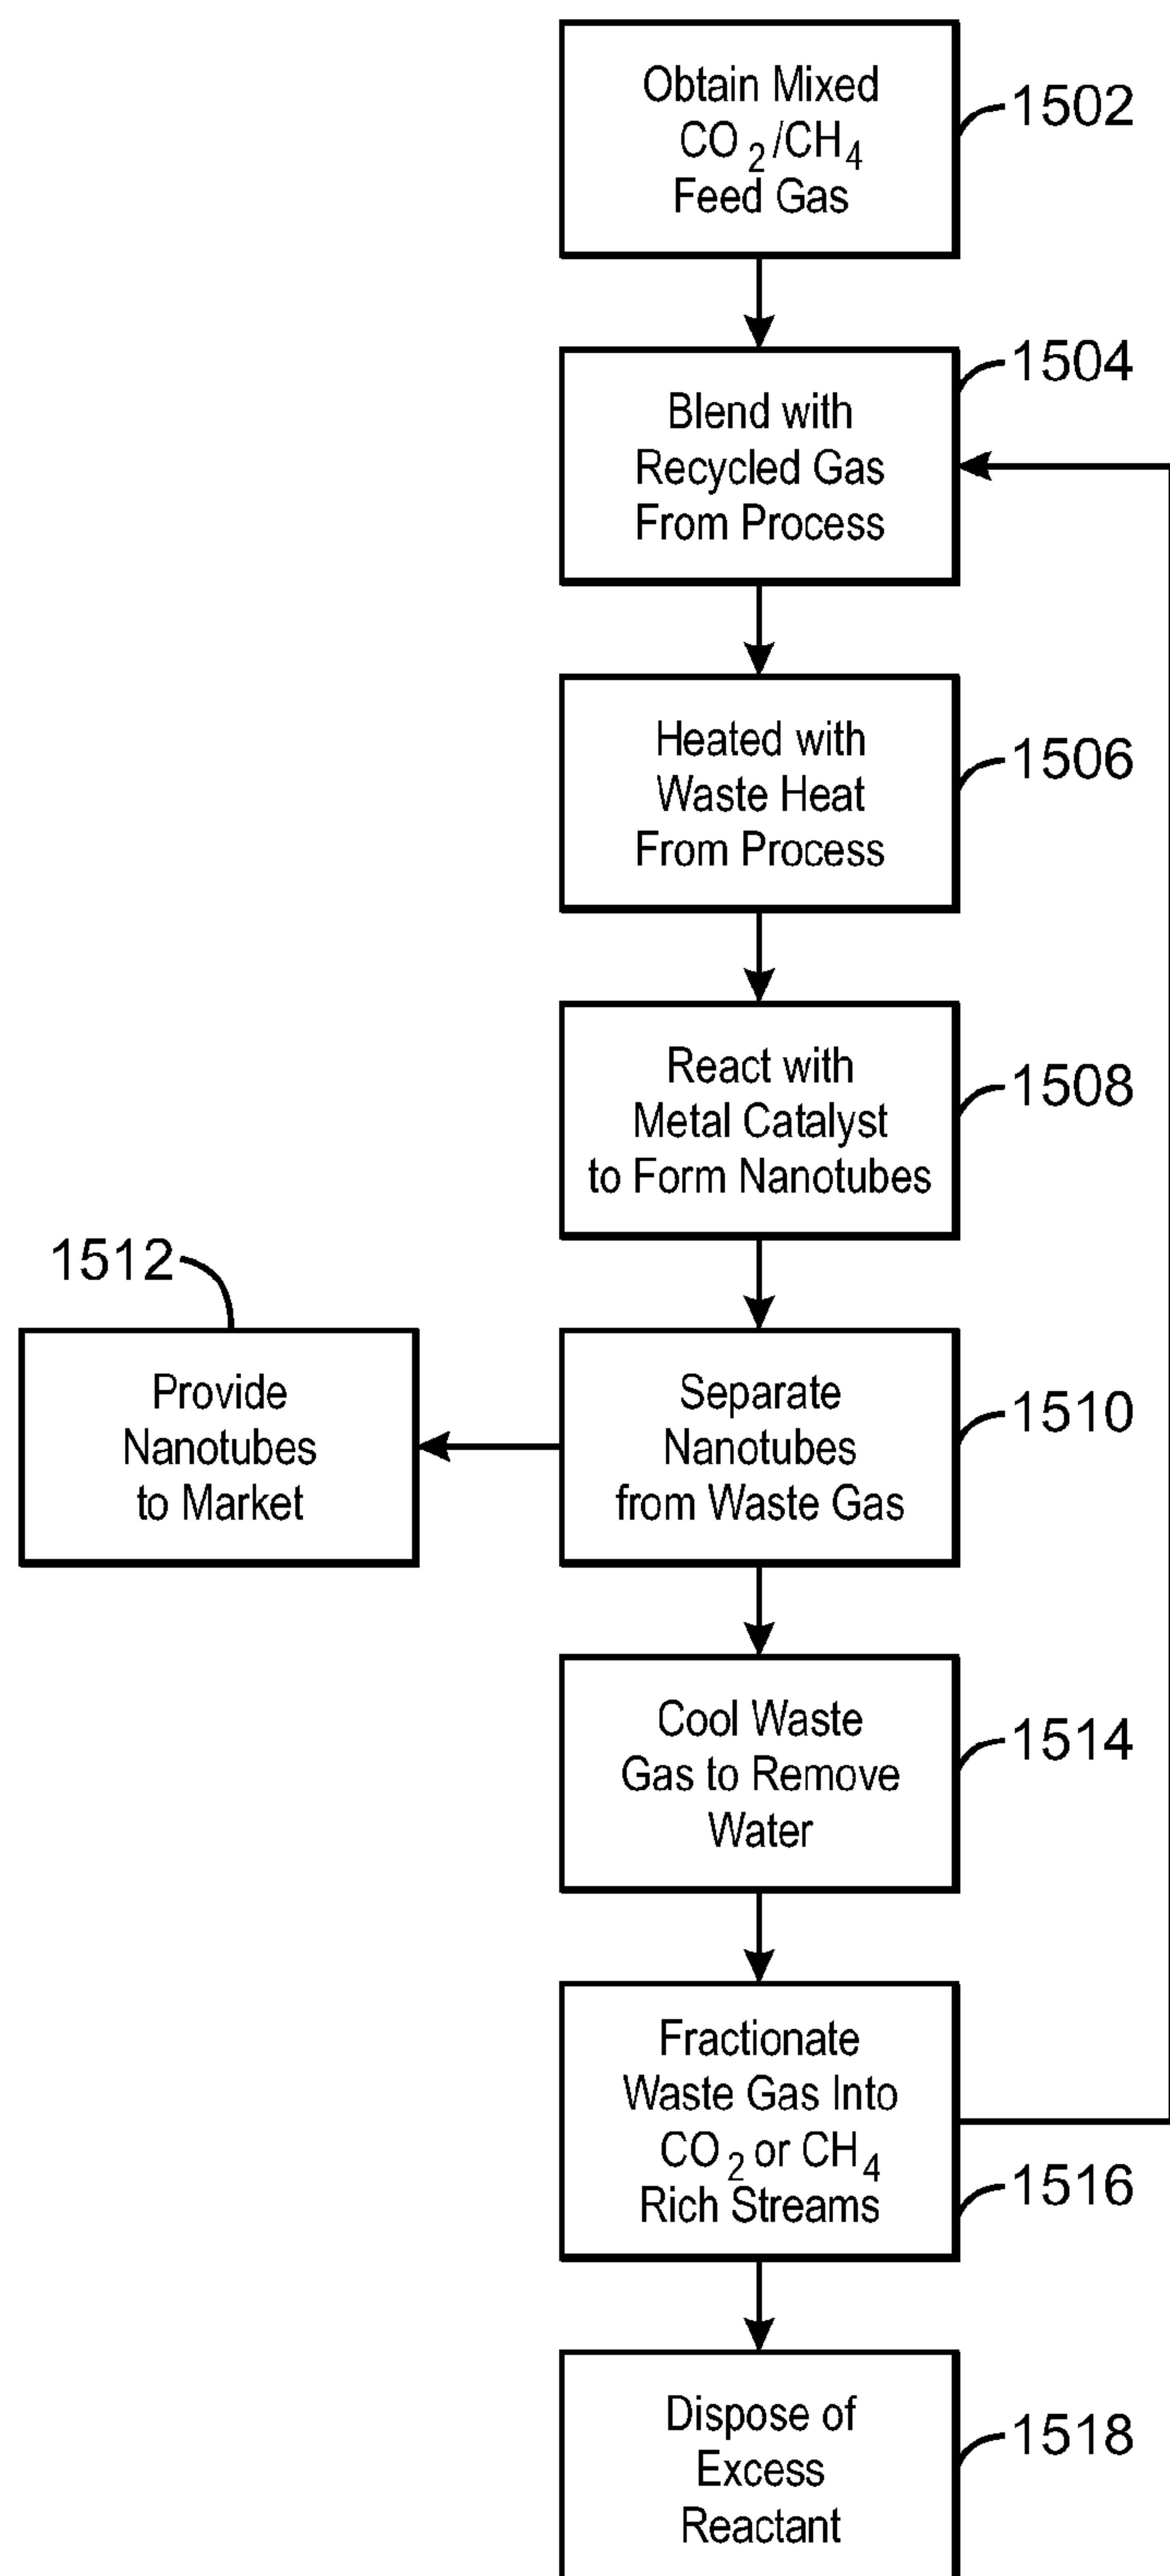 Obtain Mixed
CO2/CH4
Feed Gas
1502
Blend with
Recycled Gas
From Process
1504
Heated with
Waste Heat
From Process
1506
React with
Metal Catalyst
to Form Nanotubes
1508
1512
Provide
Nanotubes
to Market
Separate
Nanotubes
from Waste Gas
1510
Cool Waste
Gas to Remove
Water
1514
Fractionate
Waste Gas Into
CO2 or CH4
Rich Streams
1516
Dispose of
Excess
Reactant
1518